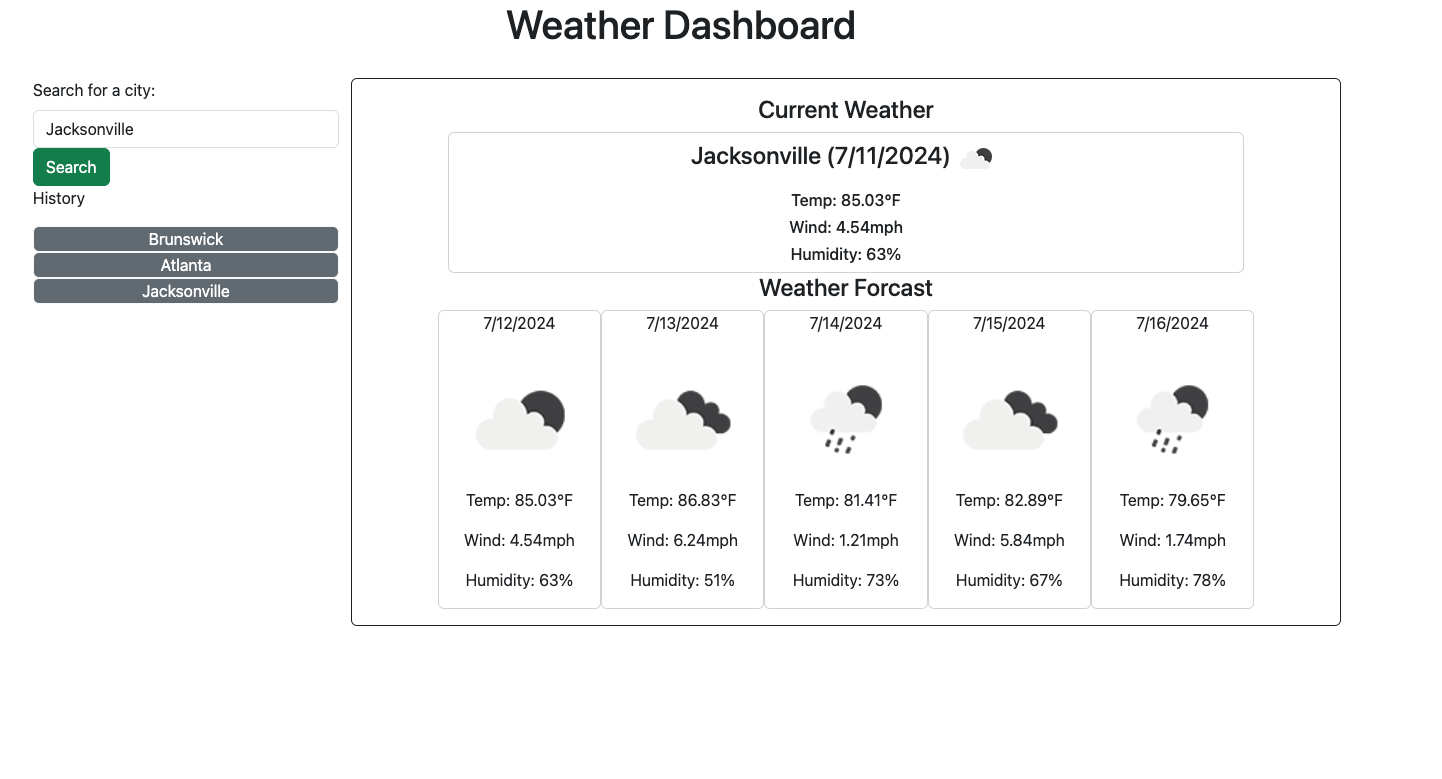 Weather Dashboard
Search for a city:
Jacksonville
Search
History
Brunswick
Atlanta
Jacksonville
Current Weather
Jacksonville (7/11/2024)
Temp: 85.03°F
Wind: 4.54mph
Humidity: 63%
Weather Forcast
7/12/2024
Temp: 85.03°F
Wind: 4.54mph
Humidity: 63%
7/13/2024
Temp: 86.83°F
Wind: 6.24mph
Humidity: 51%
7/14/2024
Temp: 81.41°F
Wind: 1.21mph
Humidity: 73%
7/15/2024
Temp: 82.89°F
Wind: 5.84mph
Humidity: 67%
7/16/2024
Temp: 79.65°F
Wind: 1.74mph
Humidity: 78%